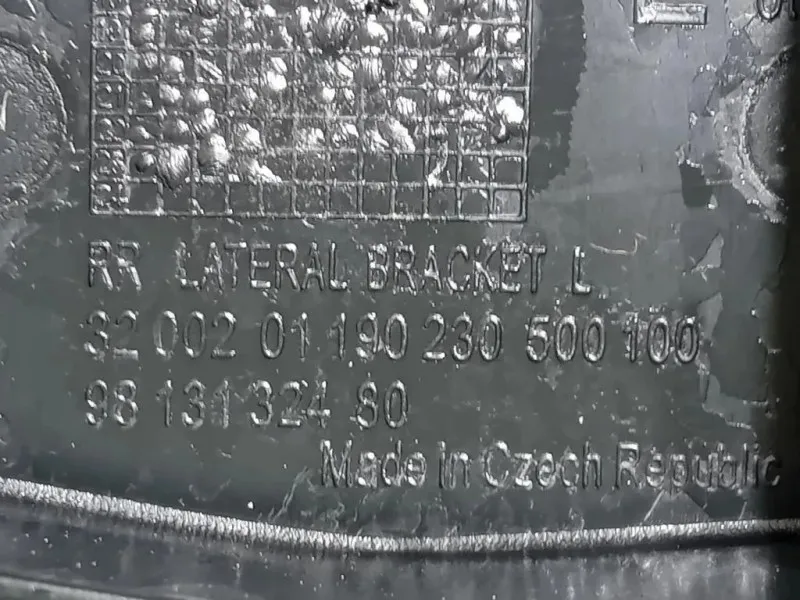 RR LATERAL BRACKET L
32 002 01 190 230 500 100
98 131 324 80
Made in Czech Republic